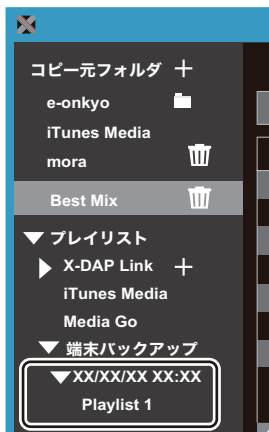 コピー元フォルダ
e-onkyo
iTunes Media
mora
Best Mix
プレイリスト
X-DAP Link
iTunes Media
Media Go
端末バックアップ
XX/XX/XX XX:XX
Playlist 1